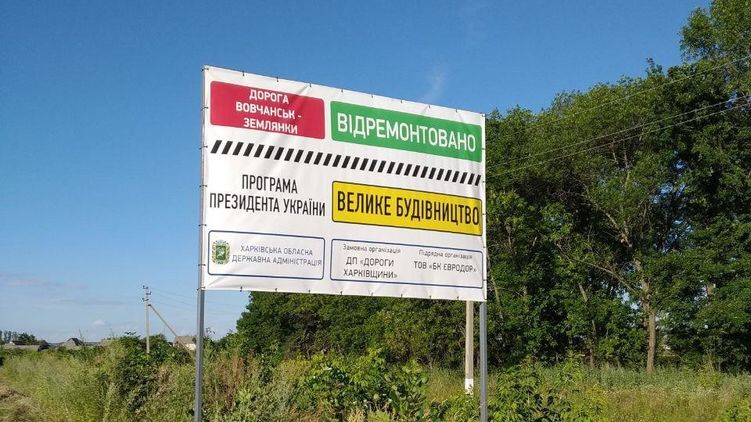 ДОРОГА
ВОВЧАНСЬК -
ЗЕМЛЯНКИ
ВІДРЕМОНТОВАНО
ПРОГРАМА
ПРЕЗИДЕНТА УКРАЇНИ
ВЕЛИКЕ БУДІВНИЦТВО
ХАРКІВСЬКА ОБЛАСНА
ДЕРЖАВНА АДМІНІСТРАЦІЯ
Замовна організація
ДП «ДОРОГИ
ХАРКІВЩИНИ»
Підрядна організація
ТОВ «БК ЄВРОДОР»